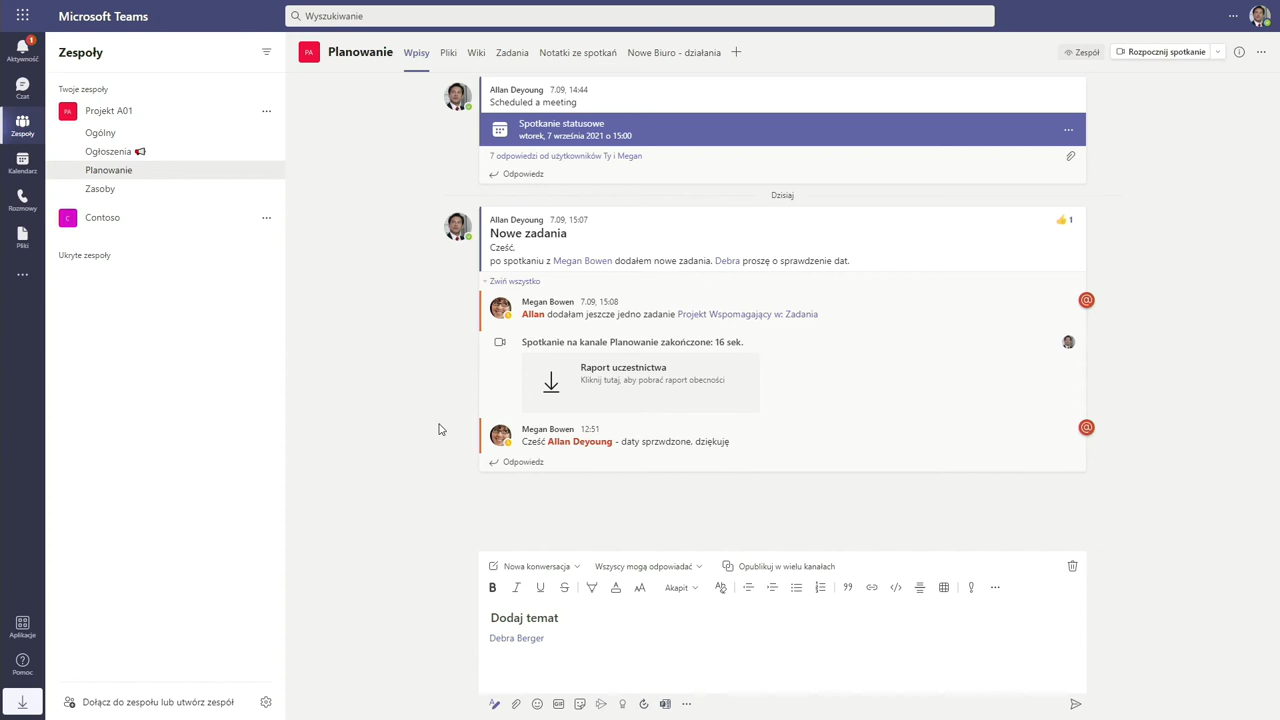 Microsoft Teams
Wyszukiwanie
1
Aktywność
Czat
Zespoły
Kalendarz
Rozmowy
Pliki
Aplikacje
Pomoc
Zespoły
Twoje zespoły
PA Projekt A01
Ogólny
Ogłoszenia
Planowanie
Zasoby
C Contoso
Ukryte zespoły
Dołącz do zespołu lub utwórz zespół
PA Planowanie Wpisy Pliki Wiki Zadania Notatki ze spotkań Nowe Biuro - działania
Zespół Rozpocznij spotkanie
Allan Deyoung 7.09, 14:44
Scheduled a meeting
Spotkanie statusowe
wtorek, 7 września 2021 o 15:00
7 odpowiedzi od użytkowników Ty i Megan
Odpowiedz
Dzisiaj
Allan Deyoung 7.09, 15:07
1
Nowe zadania
Cześć,
po spotkaniu z Megan Bowen dodałem nowe zadania. Debra proszę o sprawdzenie dat.
Zwiń wszystko
Megan Bowen 7.09, 15:08
Allan dodałam jeszcze jedno zadanie Projekt Wspomagający w: Zadania
Spotkanie na kanale Planowanie zakończone: 16 sek.
Raport uczestnictwa
Kliknij tutaj, aby pobrać raport obecności
Megan Bowen 12:51
Cześć Allan Deyoung - daty sprzwdzone, dziękuję
Odpowiedz
Nowa konwersacja Wszyscy mogą odpowiadać Opublikuj w wielu kanałach
B I U S A AA Akapit
Dodaj temat
Debra Berger
GIF